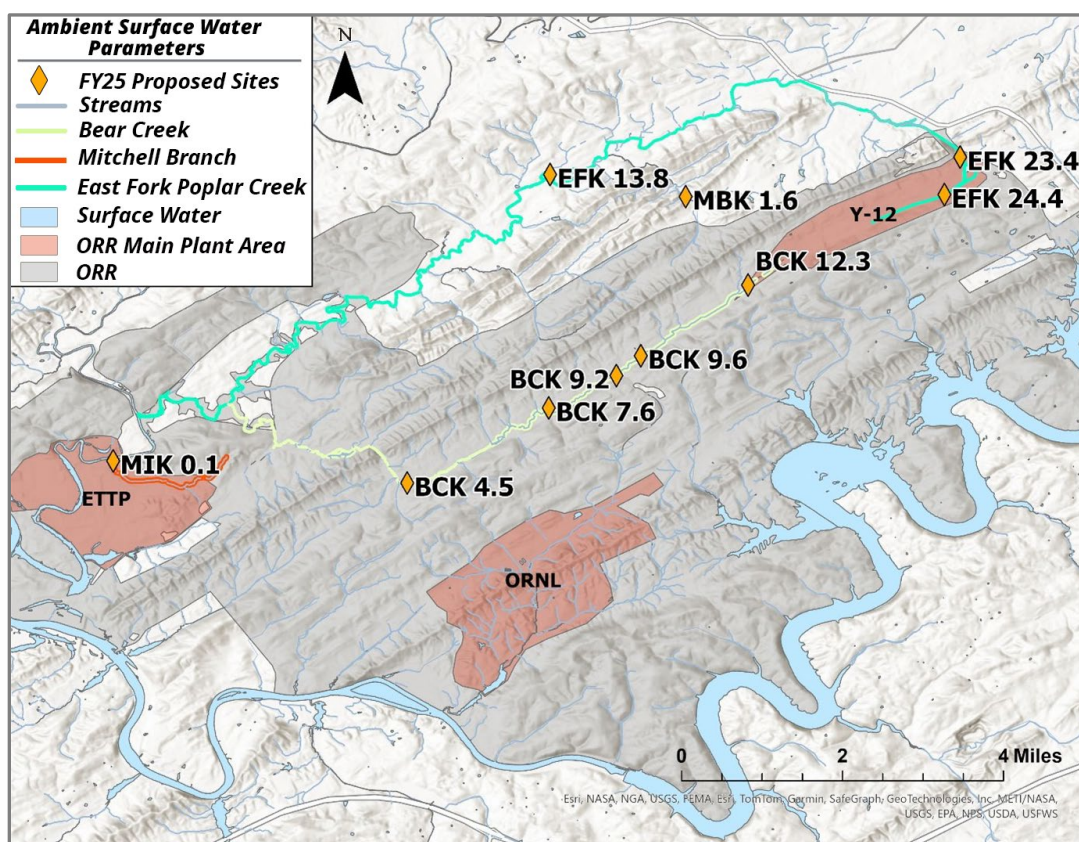 Ambient Surface Water
Parameters
FY25 Proposed Sites
Streams
Bear Creek
Mitchell Branch
East Fork Poplar Creek
Surface Water
ORR Main Plant Area
ORR
N
EFK 23.4
EFK 13.8
MBK 1.6
EFK 24.4
Y-12
BCK 12.3
BCK 9.6
BCK 9.2
BCK 7.6
MIK 0.1
BCK 4.5
ETTP
ORNL
0 2 4 Miles
Esri, NASA, NGA, USGS, FEMA, Esri, TomTom, Garmin, SafeGraph, GeoTechnologies, Inc, METI/NASA,
USGS, EPA, NPS, USDA, USFWS